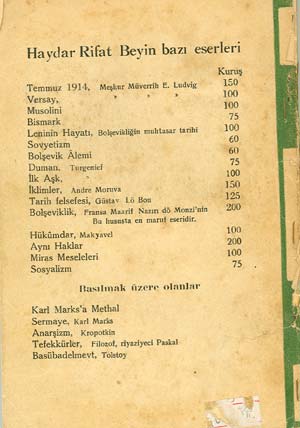 Haydar Rifat Beyin bazı eserleri
Kuruş
Temmuz 1914, Meşhur Müverrih E. Ludvig 150
Versay, " " " 100
Musolini 100
Bismark 75
Leninin Hayatı, Bolşevikliğin muhtasar tarihi 100
Sovyetizm 60
Bolşevik Âlemi 60
Duman, Turgenief 75
İlk Aşk, " 100
İklimler, Andre Moruva 150
Tarih felsefesi, Güstav Lö Bon 125
Bolşeviklik, Fransa Maarif Nazırı dö Monzi'nin 200
Bu hususta en maruf eseridir.
Hükûmdar, Makyavel 100
Aynı Haklar 200
Miras Meseleleri 100
Sosyalizm 75
Basılmak üzere olanlar
Karl Marks'a Methal
Sermaye, Karl Marks
Anarşizm, Kropotkin
Tefekkürler, Filozof, riyaziyeci Paskal
Basübadelmevt, Tolstoy